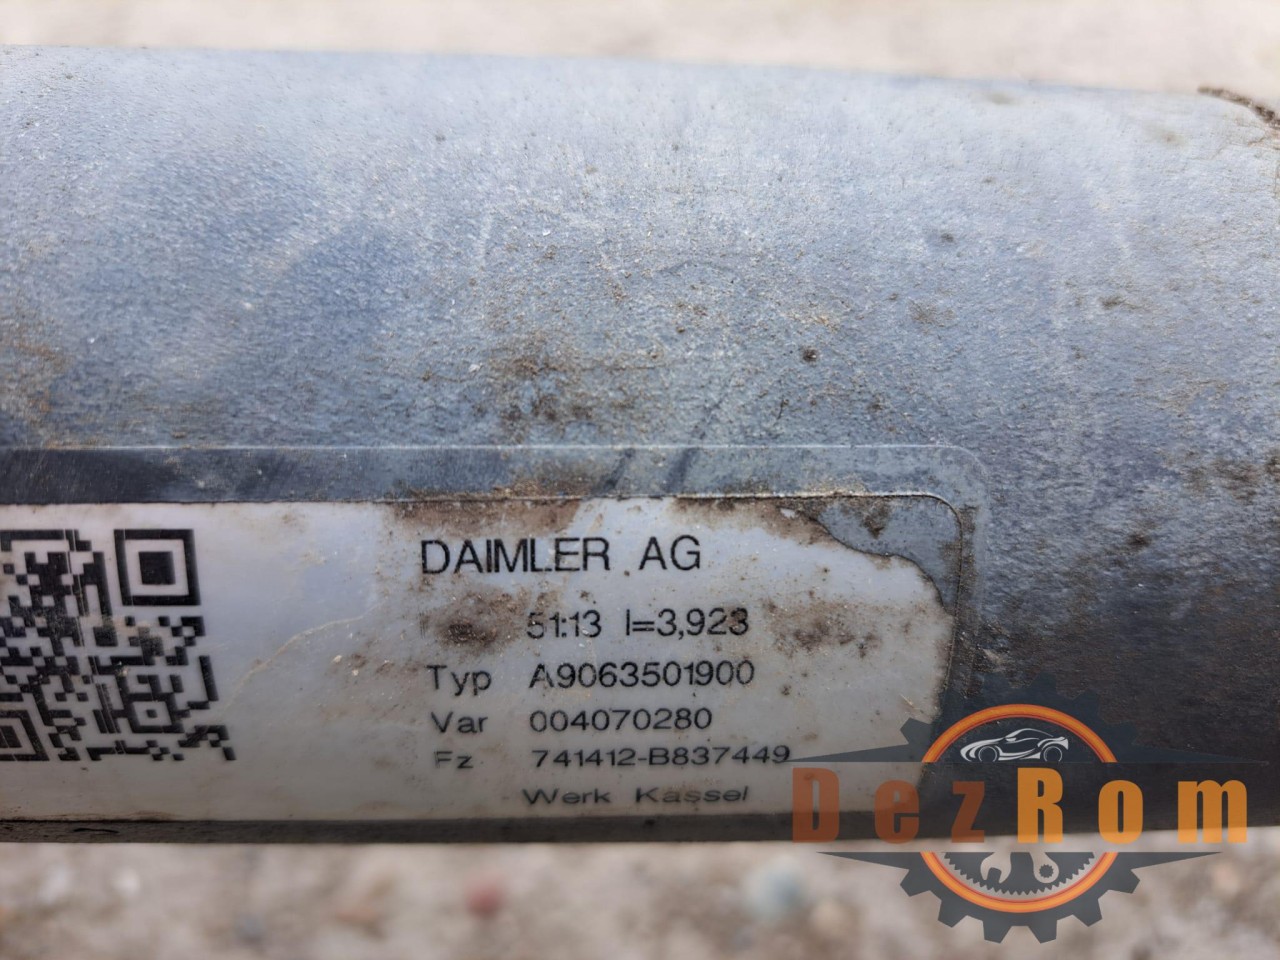 DAIMLER AG
51:13 I=3,923
Typ A9063501900
Var 004070280
Fz 741412-B837449
Werk Kassel
DezRom